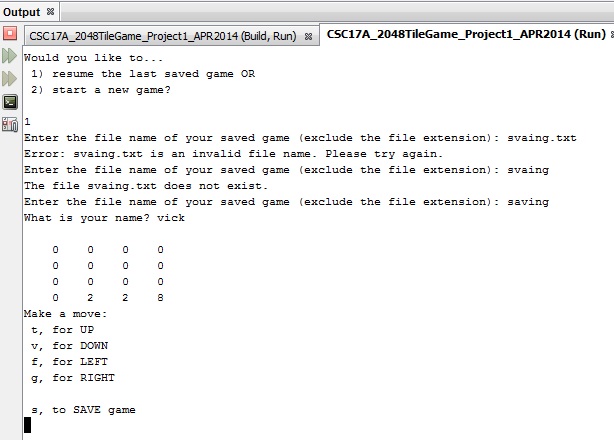 Output
CSC17A_2048TileGame_Project1_APR2014 (Build, Run)
CSC17A_2048TileGame_Project1_APR2014 (Run)
Would you like to...
1) resume the last saved game OR
2) start a new game?
1
Enter the file name of your saved game (exclude the file extension): svaing.txt
Error: svaing.txt is an invalid file name. Please try again.
Enter the file name of your saved game (exclude the file extension): svaing
The file svaing.txt does not exist.
Enter the file name of your saved game (exclude the file extension): saving
What is your name? vick
0 0 0 0
0 0 0 0
0 0 0 0
0 2 2 8
Make a move:
t, for UP
v, for DOWN
f, for LEFT
g, for RIGHT
s, to SAVE game